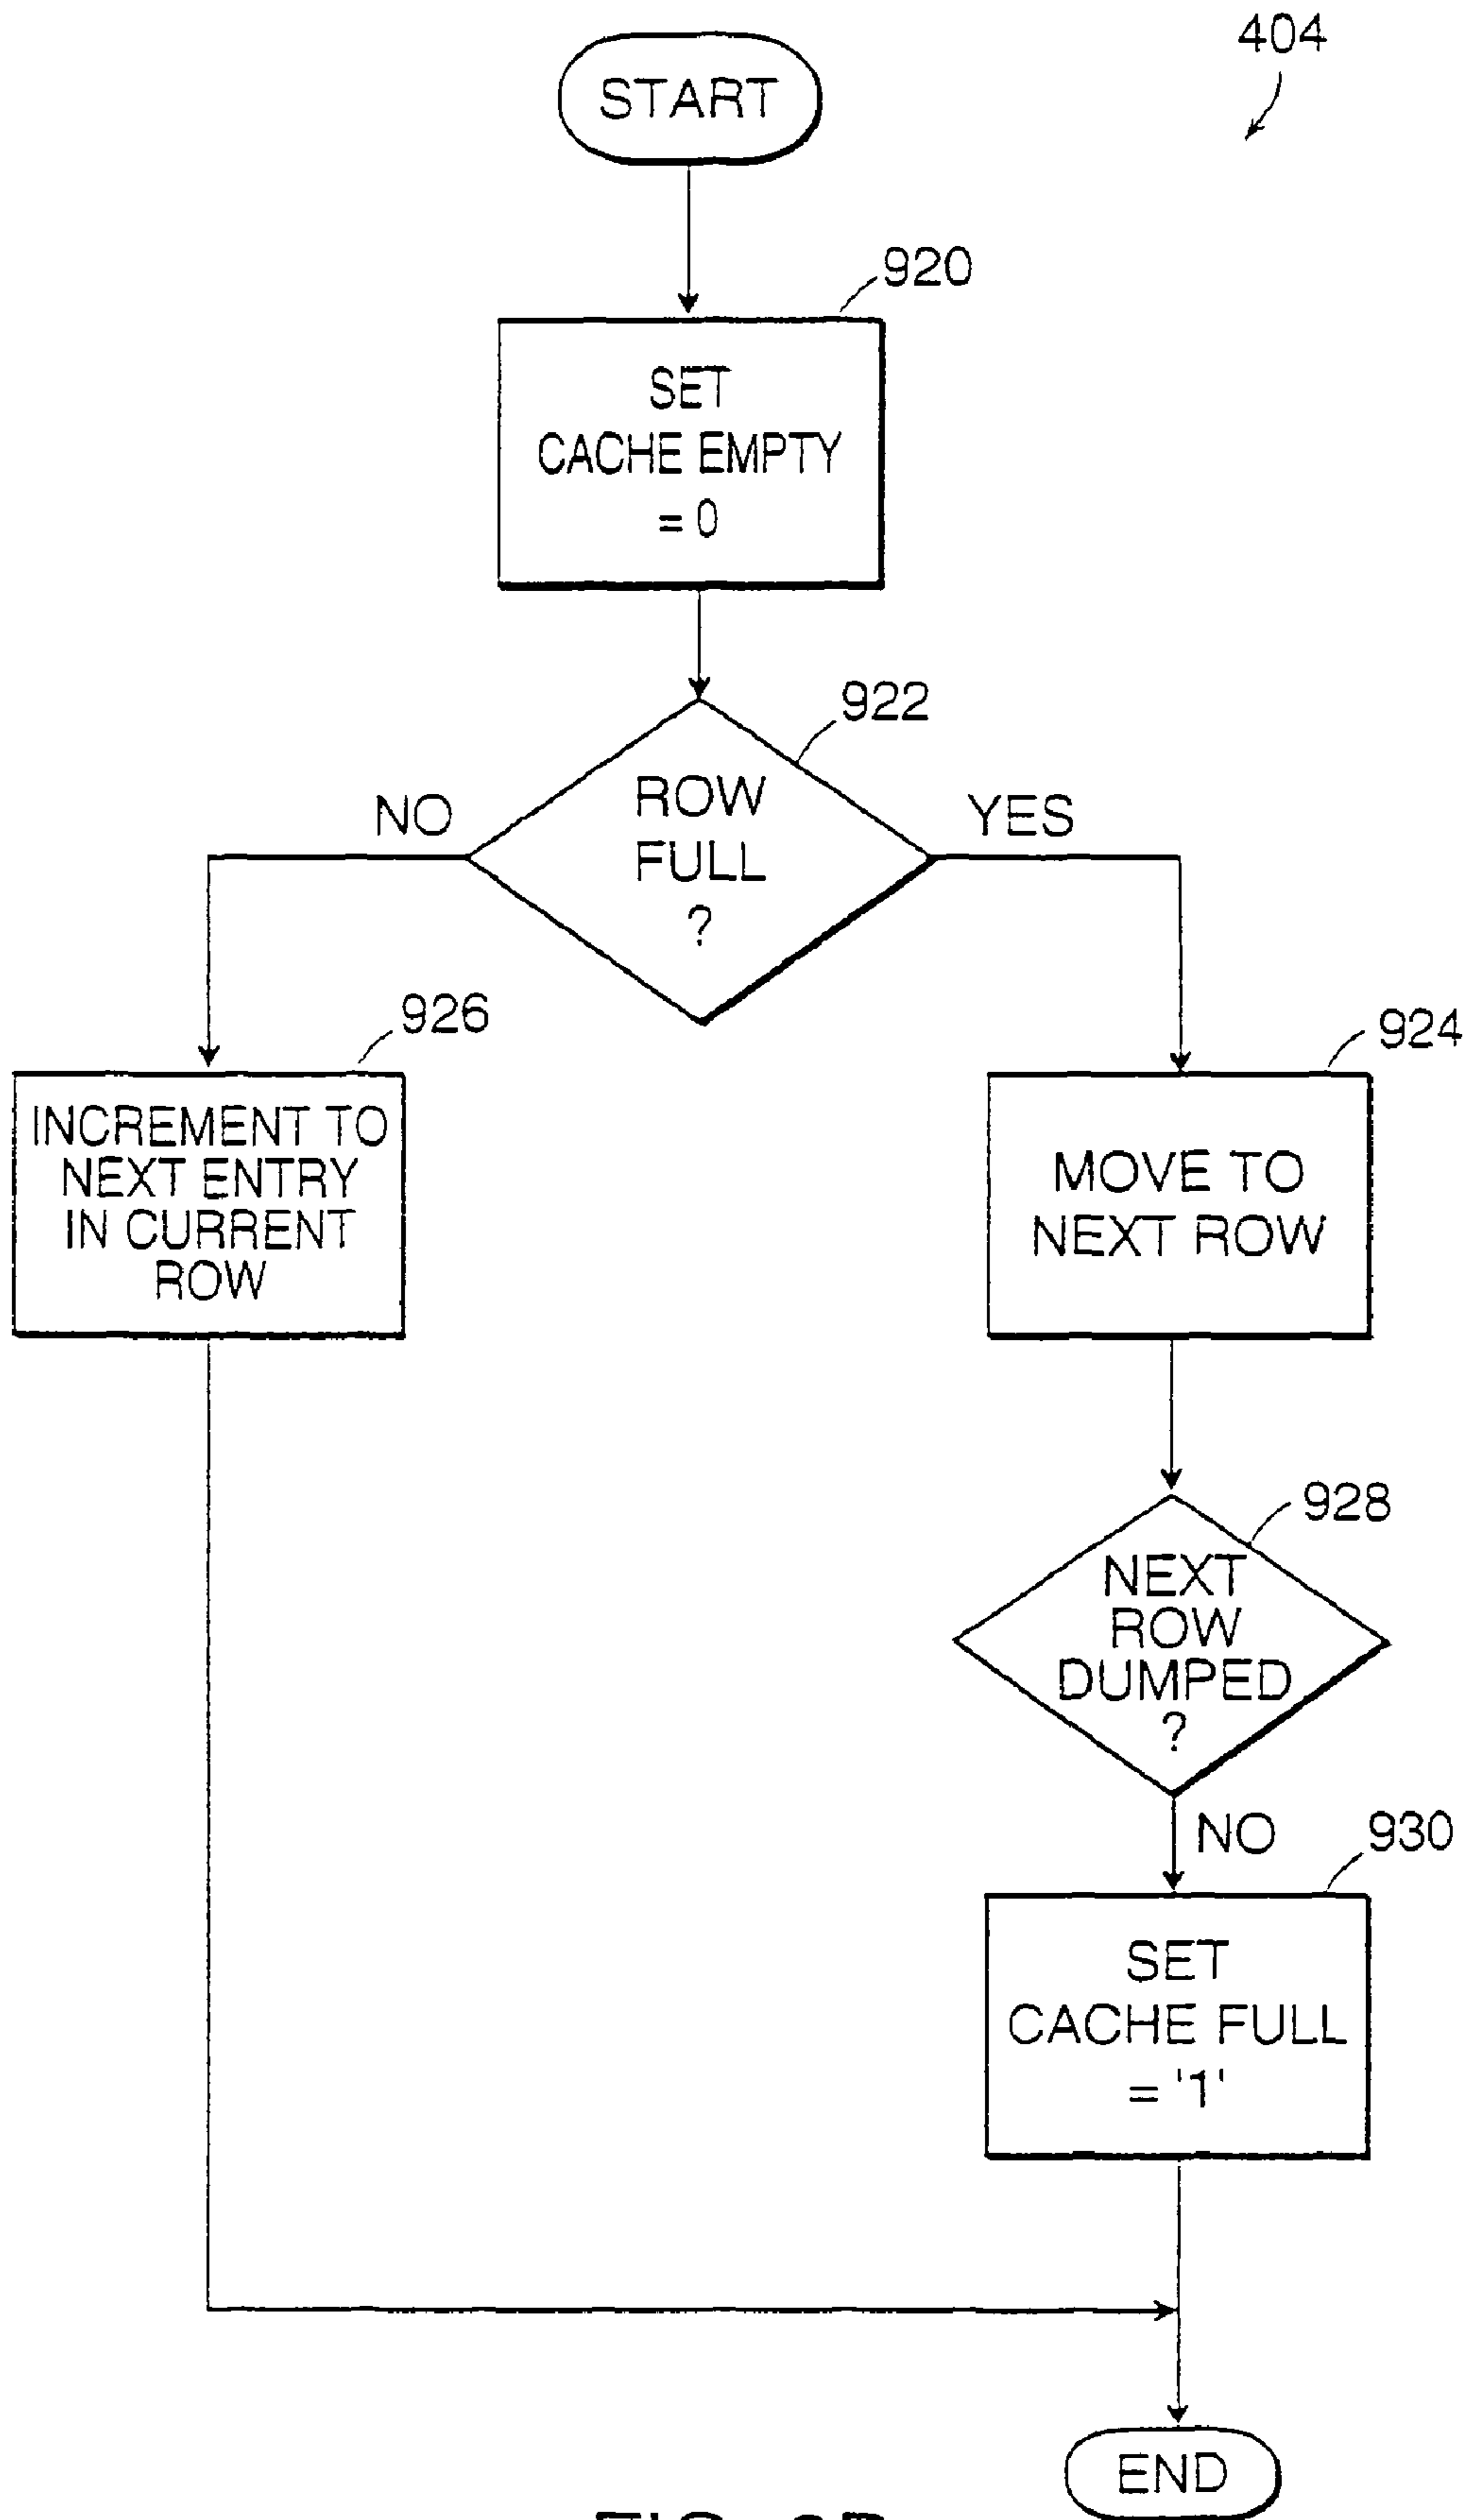 404
START
920
SET
CACHE EMPTY
= 0
922
ROW
FULL
?
NO
YES
926
924
INCREMENT TO
NEXT ENTRY
IN CURRENT
ROW
MOVE TO
NEXT ROW
928
NEXT
ROW
DUMPED
?
NO
930
SET
CACHE FULL
= '1'
END